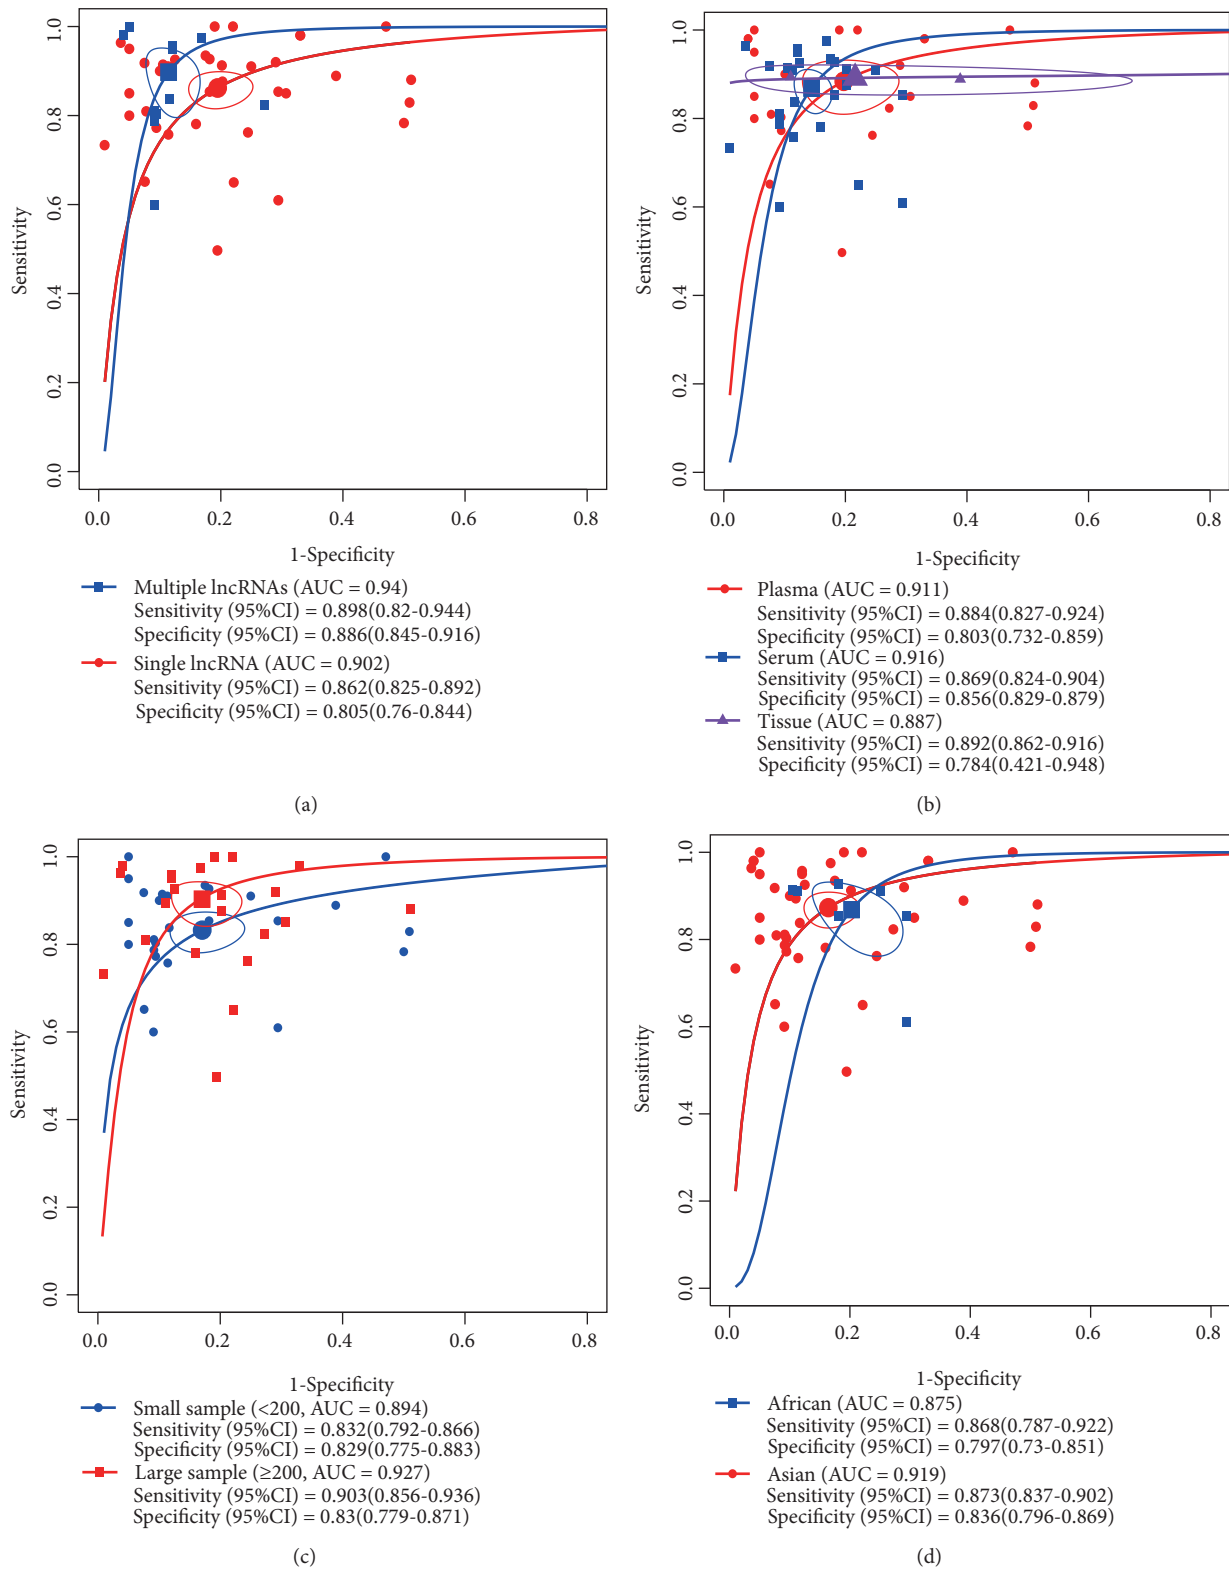 1.0
0.8
0.6
0.4
0.2
0.0
Sensitivity
0.0 0.2 0.4 0.6 0.8
1-Specificity
Multiple lncRNAs (AUC = 0.94)
Sensitivity (95%CI) = 0.898(0.82-0.944)
Specificity (95%CI) = 0.886(0.845-0.916)
Single lncRNA (AUC = 0.902)
Sensitivity (95%CI) = 0.862(0.825-0.892)
Specificity (95%CI) = 0.805(0.76-0.844)
(a)
1.0
0.8
0.6
0.4
0.2
0.0
Sensitivity
0.0 0.2 0.4 0.6 0.8
1-Specificity
Plasma (AUC = 0.911)
Sensitivity (95%CI) = 0.884(0.827-0.924)
Specificity (95%CI) = 0.803(0.732-0.859)
Serum (AUC = 0.916)
Sensitivity (95%CI) = 0.869(0.824-0.904)
Specificity (95%CI) = 0.856(0.829-0.879)
Tissue (AUC = 0.887)
Sensitivity (95%CI) = 0.892(0.862-0.916)
Specificity (95%CI) = 0.784(0.421-0.948)
(b)
1.0
0.8
0.6
0.4
0.2
0.0
Sensitivity
0.0 0.2 0.4 0.6 0.8
1-Specificity
Small sample (<200, AUC = 0.894)
Sensitivity (95%CI) = 0.832(0.792-0.866)
Specificity (95%CI) = 0.829(0.775-0.883)
Large sample (≥200, AUC = 0.927)
Sensitivity (95%CI) = 0.903(0.856-0.936)
Specificity (95%CI) = 0.83(0.779-0.871)
(c)
1.0
0.8
0.6
0.4
0.2
0.0
Sensitivity
0.0 0.2 0.4 0.6 0.8
1-Specificity
African (AUC = 0.875)
Sensitivity (95%CI) = 0.868(0.787-0.922)
Specificity (95%CI) = 0.797(0.73-0.851)
Asian (AUC = 0.919)
Sensitivity (95%CI) = 0.873(0.837-0.902)
Specificity (95%CI) = 0.836(0.796-0.869)
(d)